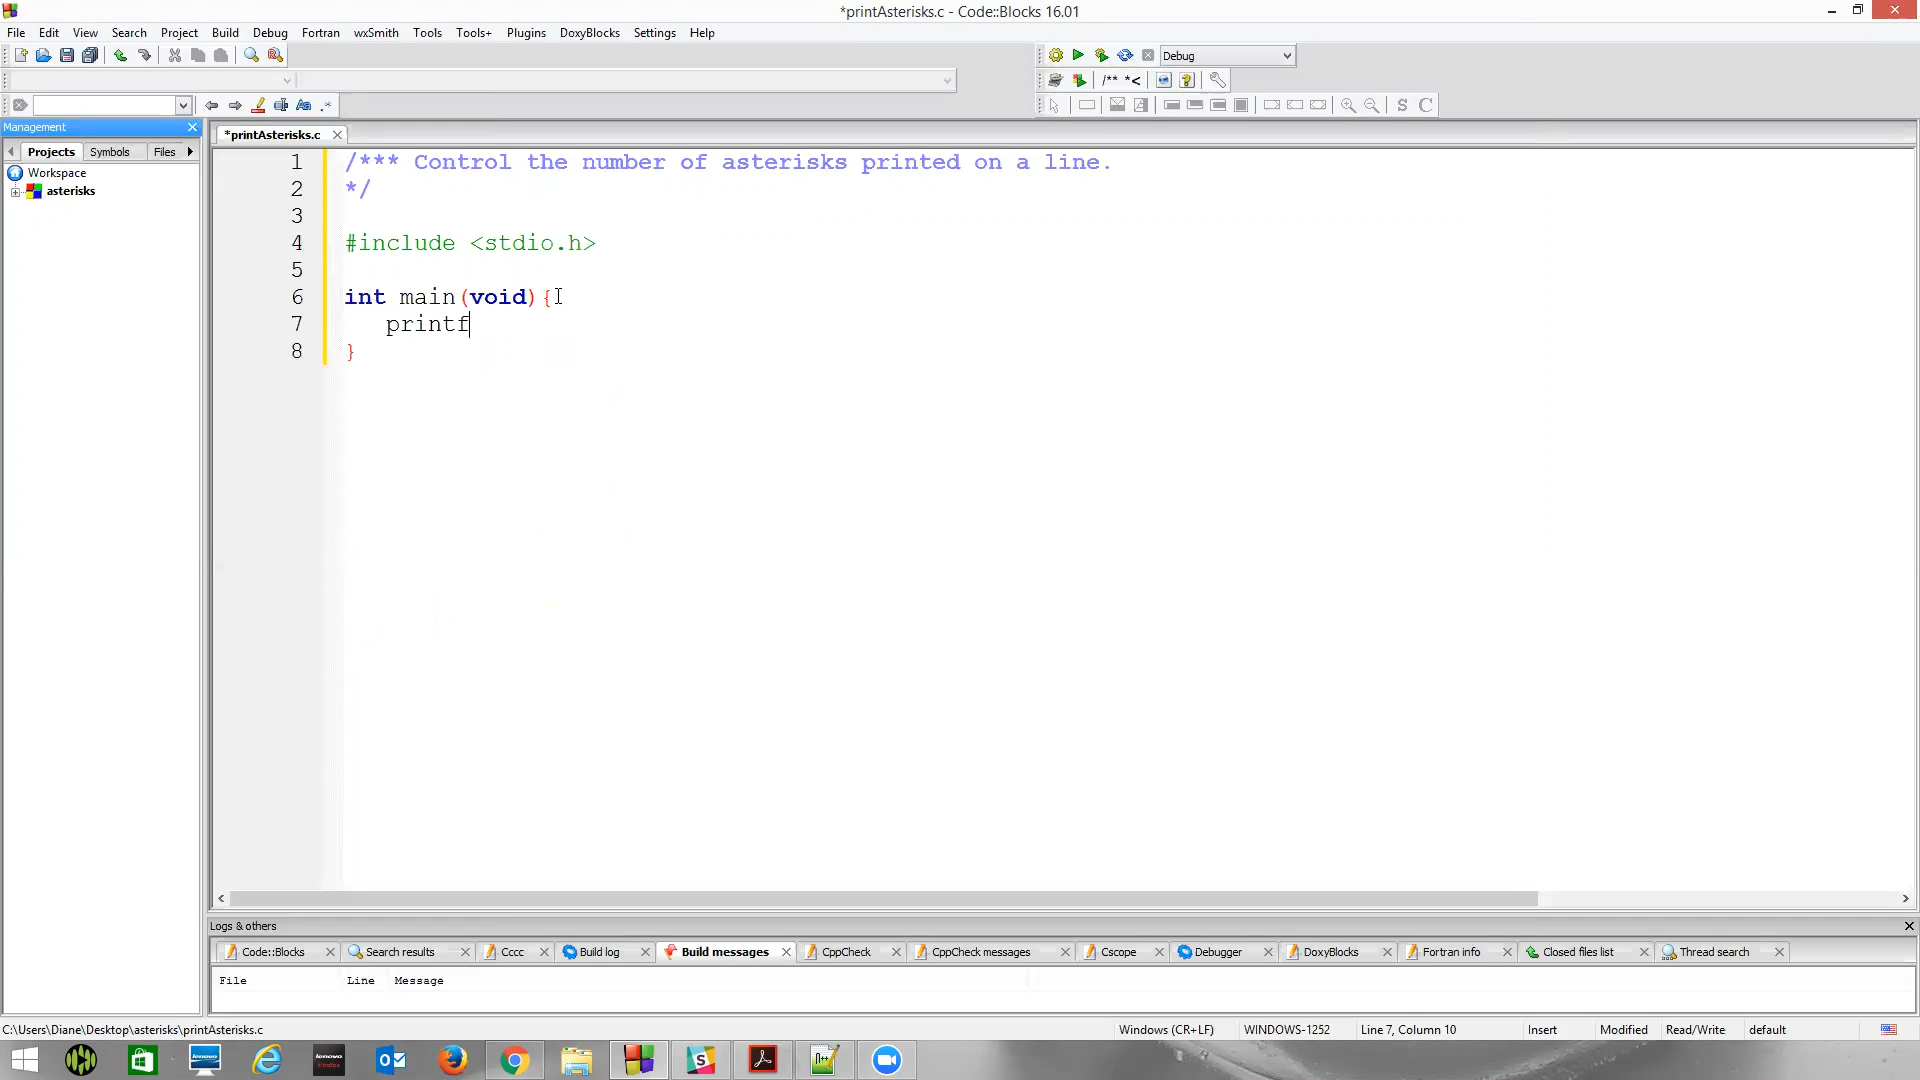 *printAsterisks.c - Code::Blocks 16.01
File Edit View Search Project Build Debug Fortran wxSmith Tools Tools+ Plugins DoxyBlocks Settings Help
Debug
/** *<
Aa .*
S C
Management
*printAsterisks.c
Projects Symbols Files
Workspace
asterisks
1 /*** Control the number of asterisks printed on a line.
2 */
3
4 #include <stdio.h>
5
6 int main(void){
7 printf
8 }
Logs & others
Code::Blocks Search results Cccc Build log Build messages CppCheck CppCheck messages Cscope Debugger DoxyBlocks Fortran info Closed files list Thread search
File Line Message
C:\Users\Diane\Desktop\asterisks\printAsterisks.c Windows (CR+LF) WINDOWS-1252 Line 7, Column 10 Insert Modified Read/Write default